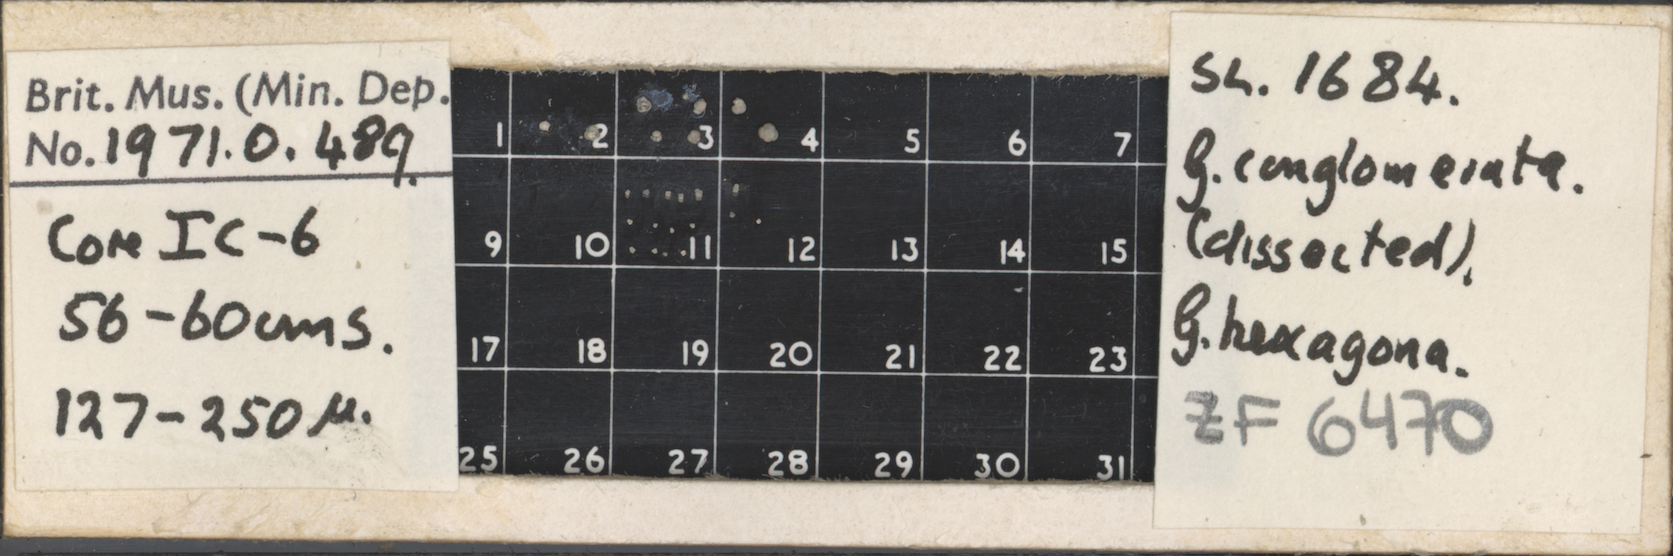 Brit. Mus. (Min. Dep.
No. 1971.0.489.
Core IC-6
56-60cms.
127-250μ.
1 2 3 4 5 6 7
9 10 11 12 13 14 15
17 18 19 20 21 22 23
25 26 27 28 29 30 31
SL. 1684.
G. conglomerata.
(dissected).
G. hexagona.
ZF 6470